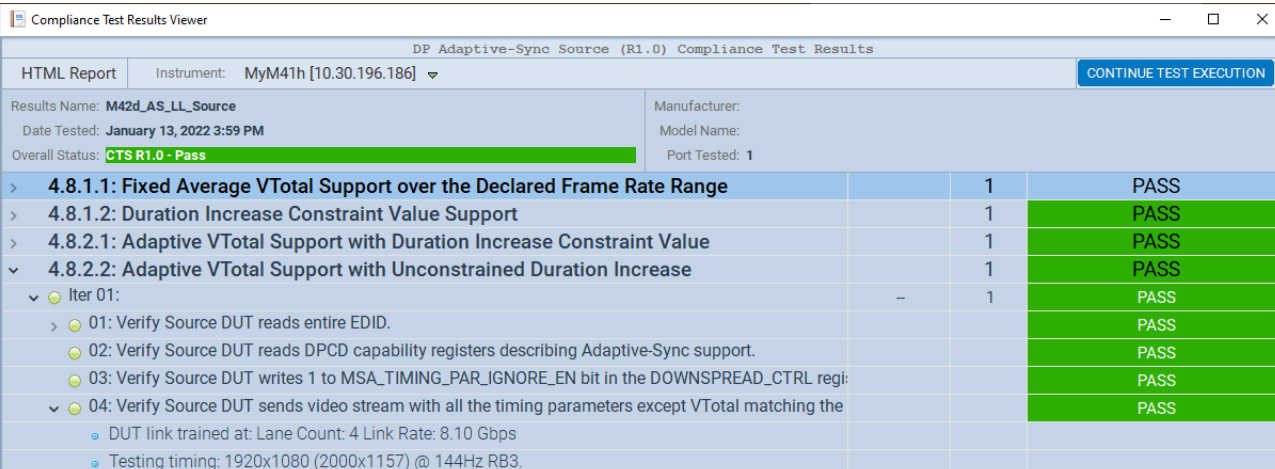 Compliance Test Results Viewer
DP Adaptive-Sync Source (R1.0) Compliance Test Results
HTML Report Instrument: MyM41h [10.30.196.186] CONTINUE TEST EXECUTION
Results Name: M42d_AS_LL_Source Manufacturer:
Date Tested: January 13, 2022 3:59 PM Model Name:
Overall Status: CTS R1.0 - Pass Port Tested: 1
4.8.1.1: Fixed Average VTotal Support over the Declared Frame Rate Range 1 PASS
4.8.1.2: Duration Increase Constraint Value Support 1 PASS
4.8.2.1: Adaptive VTotal Support with Duration Increase Constraint Value 1 PASS
4.8.2.2: Adaptive VTotal Support with Unconstrained Duration Increase 1 PASS
Iter 01: -- 1 PASS
01: Verify Source DUT reads entire EDID. PASS
02: Verify Source DUT reads DPCD capability registers describing Adaptive-Sync support. PASS
03: Verify Source DUT writes 1 to MSA_TIMING_PAR_IGNORE_EN bit in the DOWNSPREAD_CTRL regi PASS
04: Verify Source DUT sends video stream with all the timing parameters except VTotal matching the PASS
DUT link trained at: Lane Count: 4 Link Rate: 8.10 Gbps
Testing timing: 1920x1080 (2000x1157) @ 144Hz RB3.